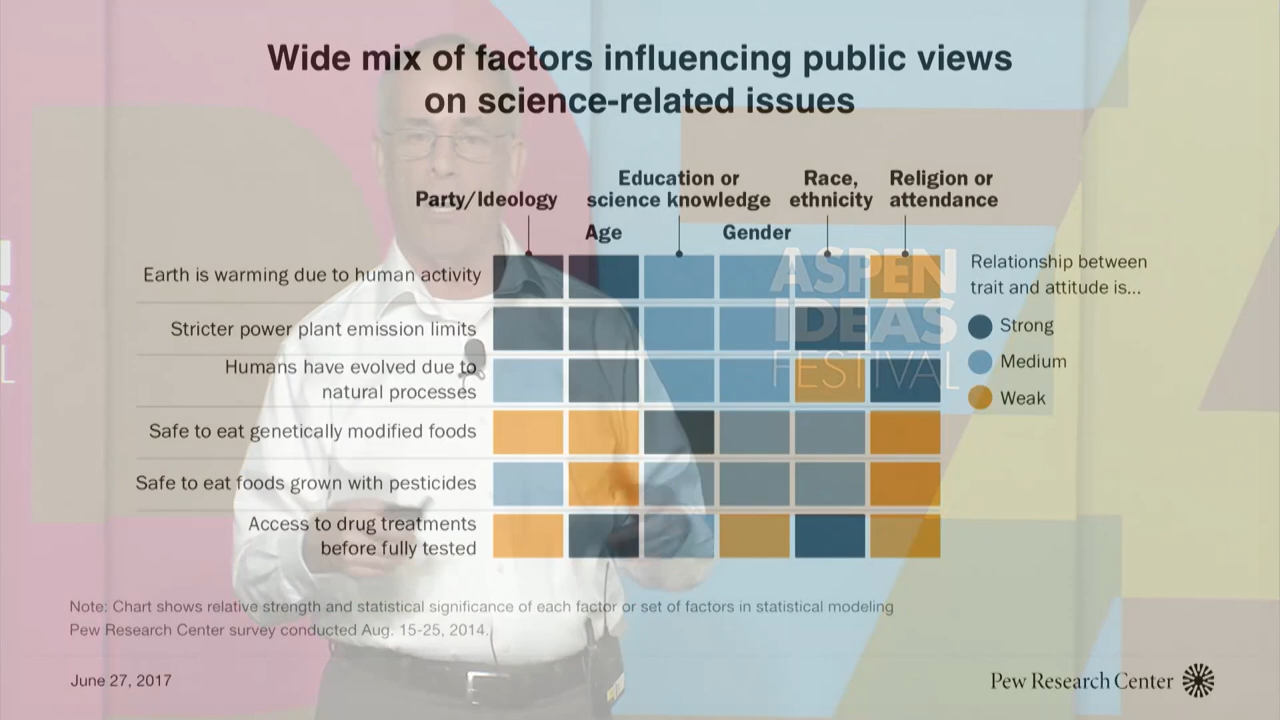 Wide mix of factors influencing public views
on science-related issues
Education or
science knowledge
Race,
ethnicity
Religion or
attendance
Party/Ideology
Age
Gender
Earth is warming due to human activity
Stricter power plant emission limits
Humans have evolved due to
natural processes
Safe to eat genetically modified foods
Safe to eat foods grown with pesticides
Access to drug treatments
before fully tested
ASPEN
IDEAS
FESTIVAL
Relationship between
trait and attitude is...
Strong
Medium
Weak
Note: Chart shows relative strength and statistical significance of each factor or set of factors in statistical modeling
Pew Research Center survey conducted Aug. 15-25, 2014.
June 27, 2017
Pew Research Center